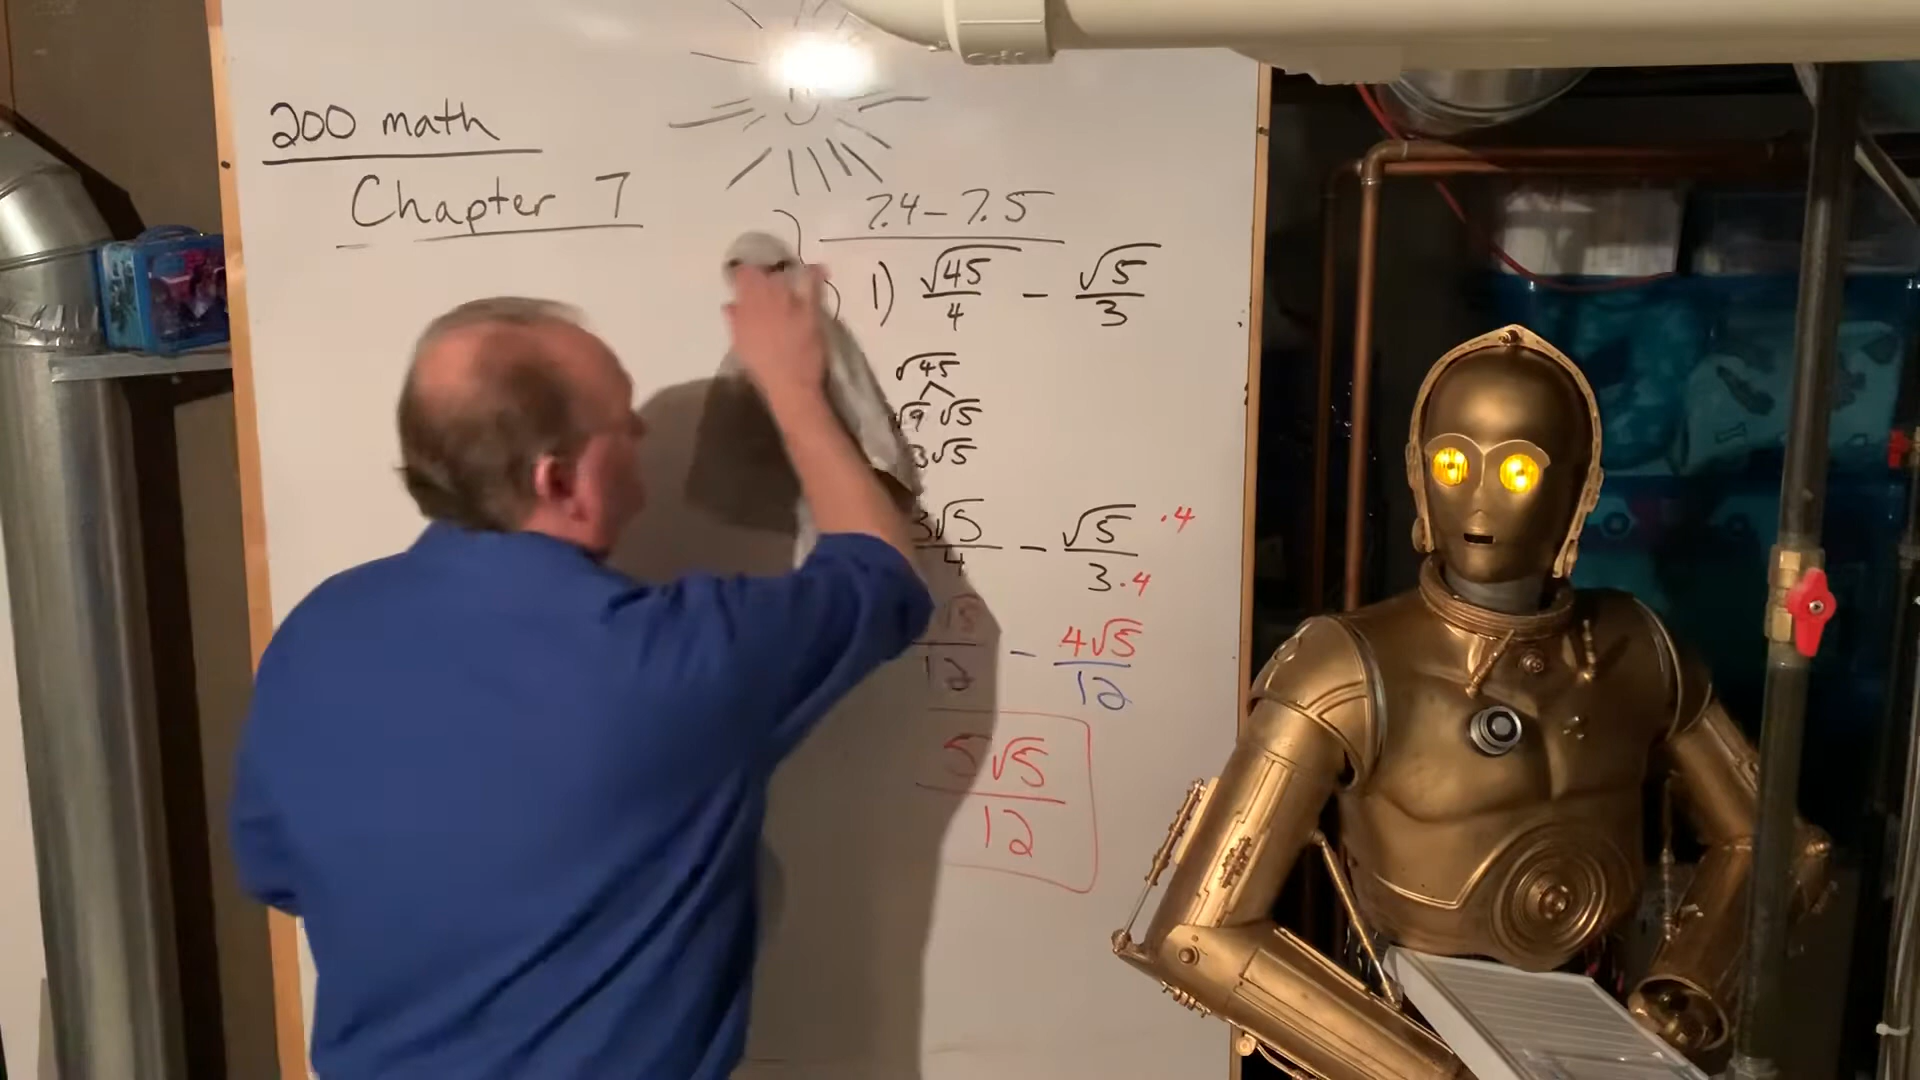 200 math
Chapter 7
7.4-7.5
1) √45/4 - √5/3
√45
√9 √5
3√5
3√5/4 - √5/3 ·4 ·4
12 - 4√5/12
5√5/12